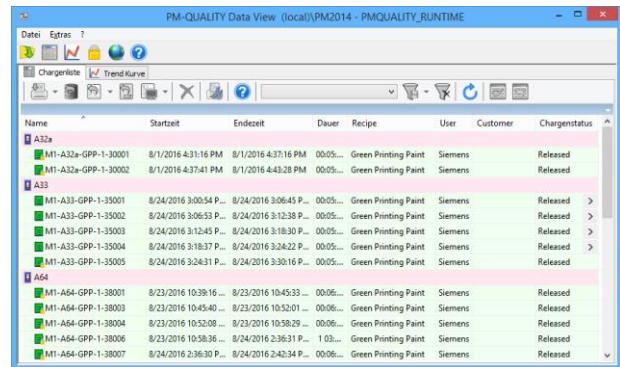 PM-QUALITY Data View (local)\PM2014 - PMQUALITY_RUNTIME
Datei Extras ?
Chargenliste Trend Kurve
Name Startzeit Endezeit Dauer Recipe User Customer Chargenstatus
A32a
M1-A32a-GPP-1-30001 8/1/2016 4:31:16 PM 8/1/2016 4:37:16 PM 00:05:... Green Printing Paint Siemens Released
M1-A32a-GPP-1-30002 8/1/2016 4:37:41 PM 8/1/2016 4:43:28 PM 00:05:... Green Printing Paint Siemens Released
A33
M1-A33-GPP-1-35001 8/24/2016 3:00:54 P... 8/24/2016 3:06:45 P... 00:05:... Green Printing Paint Siemens Released >
M1-A33-GPP-1-35002 8/24/2016 3:06:53 P... 8/24/2016 3:12:38 P... 00:05:... Green Printing Paint Siemens Released >
M1-A33-GPP-1-35003 8/24/2016 3:12:45 P... 8/24/2016 3:18:30 P... 00:05:... Green Printing Paint Siemens Released >
M1-A33-GPP-1-35004 8/24/2016 3:18:37 P... 8/24/2016 3:24:22 P... 00:05:... Green Printing Paint Siemens Released >
M1-A33-GPP-1-35005 8/24/2016 3:24:31 P... 8/24/2016 3:30:16 P... 00:05:... Green Printing Paint Siemens Released
A64
M1-A64-GPP-1-38001 8/23/2016 10:39:16 ... 8/23/2016 10:45:33 ... 00:06:... Green Printing Paint Siemens Released
M1-A64-GPP-1-38003 8/23/2016 10:45:40 ... 8/23/2016 10:52:01 ... 00:06:... Green Printing Paint Siemens Released
M1-A64-GPP-1-38004 8/23/2016 10:52:08 ... 8/23/2016 10:58:29 ... 00:06:... Green Printing Paint Siemens Released
M1-A64-GPP-1-38006 8/23/2016 10:58:36 ... 8/24/2016 2:36:31 P... 1 03:... Green Printing Paint Siemens Released
M1-A64-GPP-1-38007 8/24/2016 2:36:30 P... 8/24/2016 2:42:34 P... 00:06:... Green Printing Paint Siemens Released